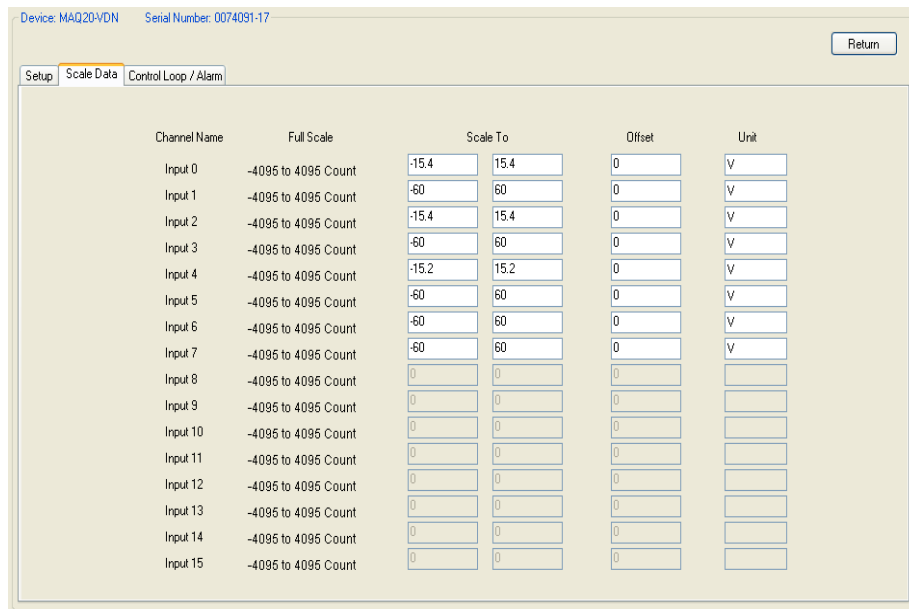 Device: MAQ20-VDN Serial Number: 0074091-17
Return
Setup Scale Data Control Loop / Alarm
Channel Name Full Scale Scale To Offset Unit
Input 0 -4095 to 4095 Count -15.4 15.4 0 V
Input 1 -4095 to 4095 Count -60 60 0 V
Input 2 -4095 to 4095 Count -15.4 15.4 0 V
Input 3 -4095 to 4095 Count -60 60 0 V
Input 4 -4095 to 4095 Count -15.2 15.2 0 V
Input 5 -4095 to 4095 Count -60 60 0 V
Input 6 -4095 to 4095 Count -60 60 0 V
Input 7 -4095 to 4095 Count -60 60 0 V
Input 8 -4095 to 4095 Count 0 0 0
Input 9 -4095 to 4095 Count 0 0 0
Input 10 -4095 to 4095 Count 0 0 0
Input 11 -4095 to 4095 Count 0 0 0
Input 12 -4095 to 4095 Count 0 0 0
Input 13 -4095 to 4095 Count 0 0 0
Input 14 -4095 to 4095 Count 0 0 0
Input 15 -4095 to 4095 Count 0 0 0